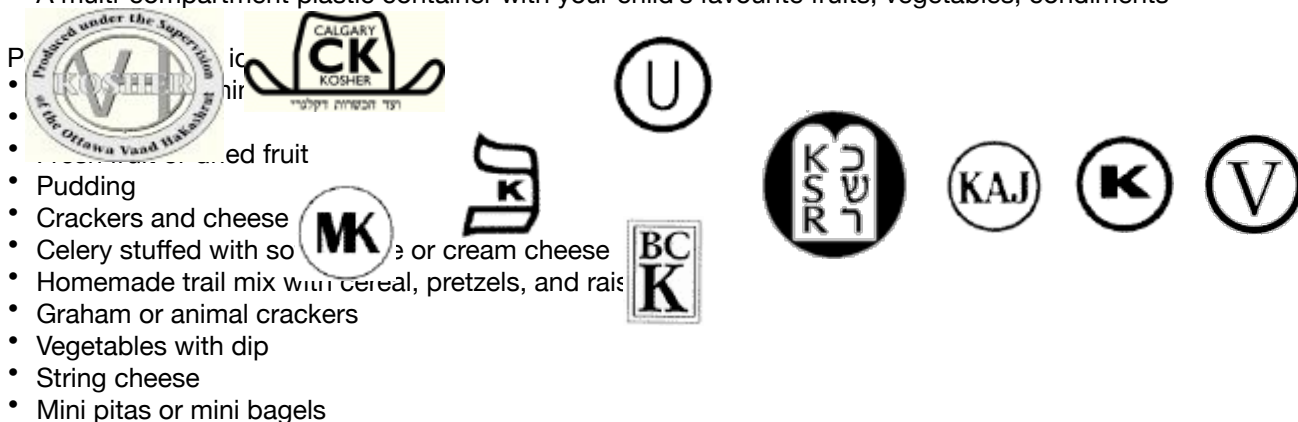 A multi-compartment plastic container with your child's favourite fruits, vegetables, condiments
Produced under the Supervision
KOSHER
of the Ottawa Vaad HaKashrut
CALGARY
CK
KOSHER
ועד הכשרות דקלגרי
U
fruit
• Pudding
K
K כ
S ש
R ר
KAJ
K
V
• Crackers and cheese
MK
• Celery stuffed with or cream cheese
BC
K
• Homemade trail mix with cereal, pretzels, and
• Graham or animal crackers
• Vegetables with dip
• String cheese
• Mini pitas or mini bagels